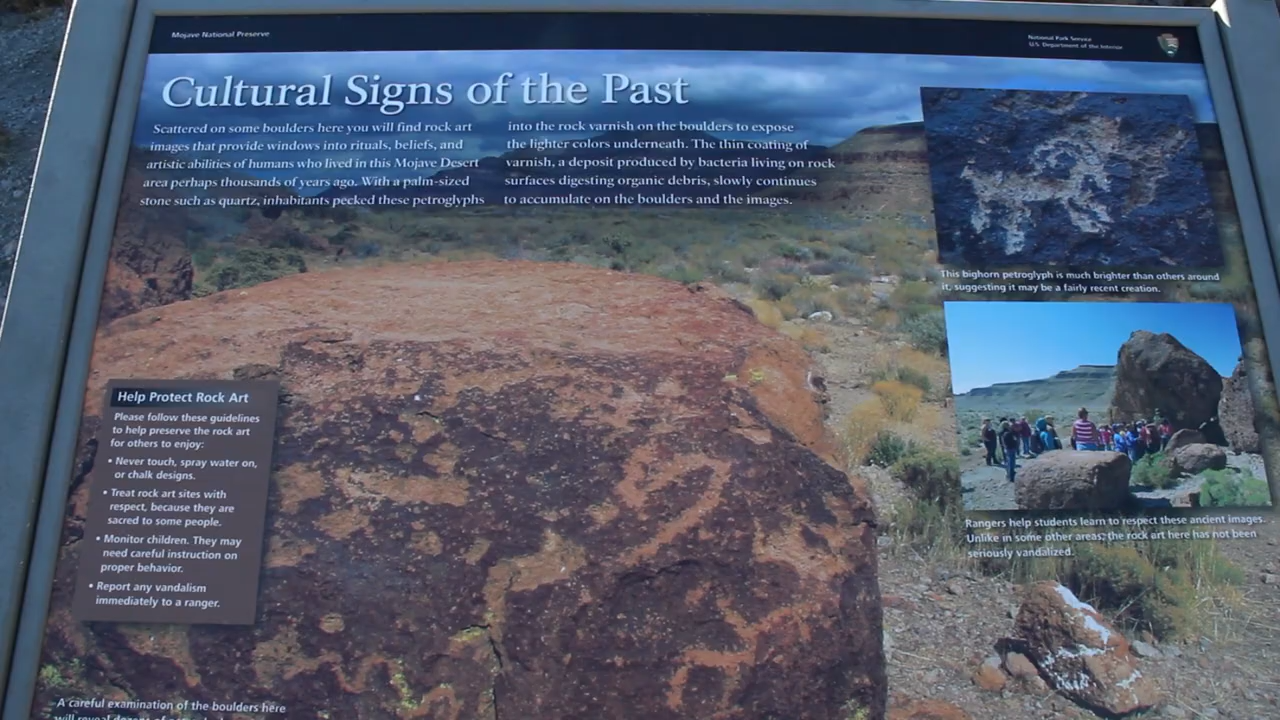 Mojave National Preserve
National Park Service
U.S. Department of the Interior
Cultural Signs of the Past
Scattered on some boulders here you will find rock art
images that provide windows into rituals, beliefs, and
artistic abilities of humans who lived in this Mojave Desert
area perhaps thousands of years ago. With a palm-sized
stone such as quartz, inhabitants pecked these petroglyphs
into the rock varnish on the boulders to expose
the lighter colors underneath. The thin coating of
varnish, a deposit produced by bacteria living on rock
surfaces digesting organic debris, slowly continues
to accumulate on the boulders and the images.
This bighorn petroglyph is much brighter than others around
it, suggesting it may be a fairly recent creation.
Rangers help students learn to respect these ancient images.
Unlike in some other areas, the rock art here has not been
seriously vandalized.
Help Protect Rock Art
Please follow these guidelines
to help preserve the rock art
for others to enjoy:
• Never touch, spray water on,
or chalk designs.
• Treat rock art sites with
respect, because they are
sacred to some people.
• Monitor children. They may
need careful instruction on
proper behavior.
• Report any vandalism
immediately to a ranger.
A careful examination of the boulders here
will reveal dozens of